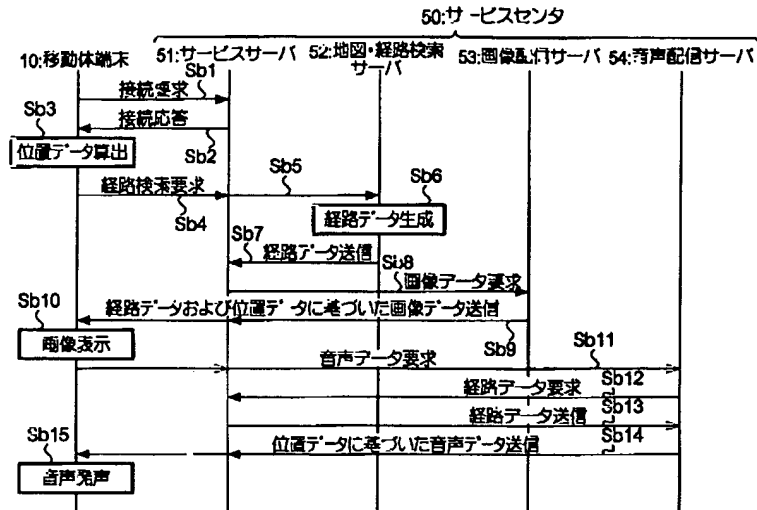 50:サービスセンタ
10:移動体端末
51:サービスサーバ
52:地図・経路検索
サーバ
53:画像配信サーバ
54:音声配信サーバ
接続要求
Sb1
接続応答
Sb2
Sb3
位置データ算出
経路検索要求
Sb4
Sb5
Sb6
経路データ生成
Sb7
経路データ送信
Sb8
画像データ要求
経路データおよび位置データに基づいた画像データ送信
Sb9
Sb10
画像表示
音声データ要求
Sb11
経路データ要求
Sb12
経路データ送信
Sb13
位置データに基づいた音声データ送信
Sb14
Sb15
音声発声